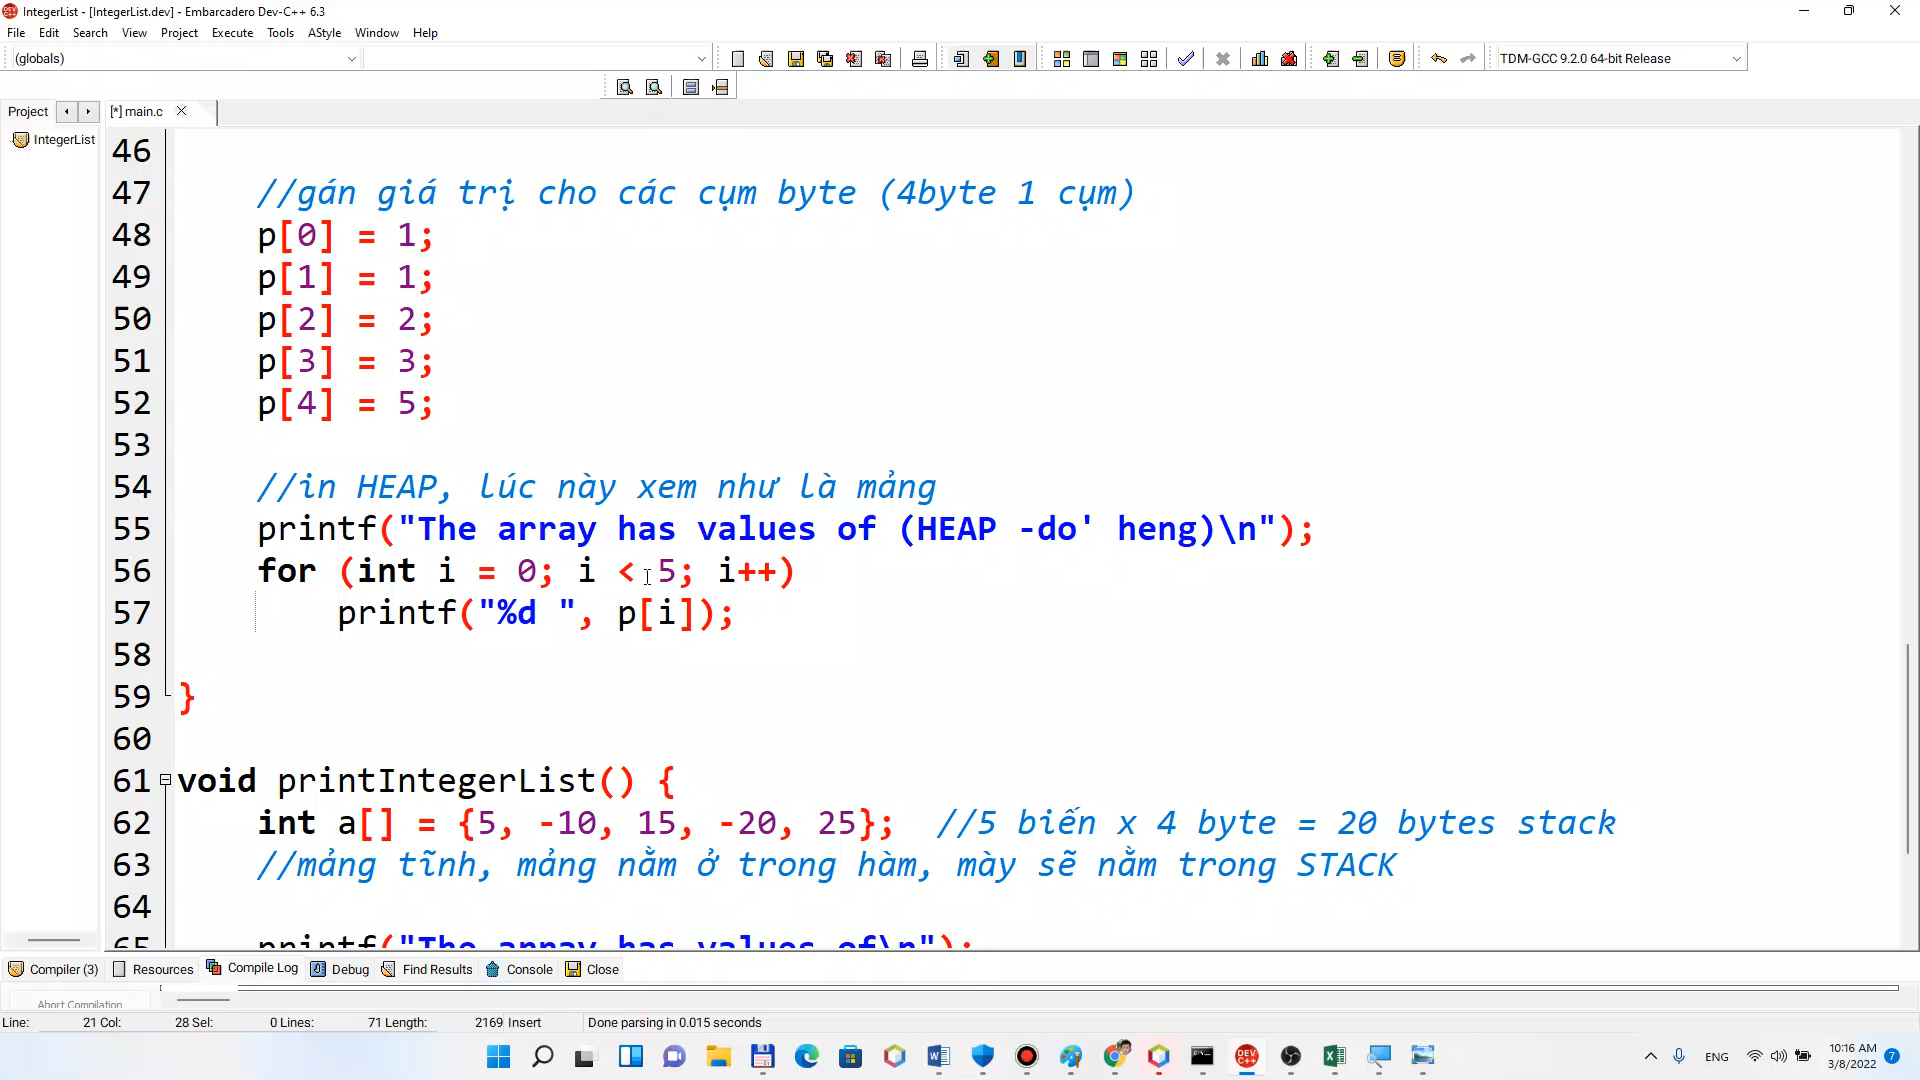 IntegerList - [IntegerList.dev] - Embarcadero Dev-C++ 6.3
File Edit Search View Project Execute Tools AStyle Window Help
(globals)
TDM-GCC 9.2.0 64-bit Release
Project
[*] main.c
IntegerList
46
47 //gán giá trị cho các cụm byte (4byte 1 cụm)
48 p[0] = 1;
49 p[1] = 1;
50 p[2] = 2;
51 p[3] = 3;
52 p[4] = 5;
53
54 //in HEAP, lúc này xem như là mảng
55 printf("The array has values of (HEAP -do' heng)\n");
56 for (int i = 0; i < 5; i++)
57 printf("%d ", p[i]);
58
59 }
60
61 void printIntegerList() {
62 int a[] = {5, -10, 15, -20, 25}; //5 biến x 4 byte = 20 bytes stack
63 //mảng tĩnh, mảng nằm ở trong hàm, mày sẽ nằm trong STACK
64
65 printf("The array has values of\n");
Compiler (3) Resources Compile Log Debug Find Results Console Close
Abort Compilation
Line: 21 Col: 28 Sel: 0 Lines: 71 Length: 2169 Insert Done parsing in 0.015 seconds
DEV C++
ENG
10:16 AM
3/8/2022
7